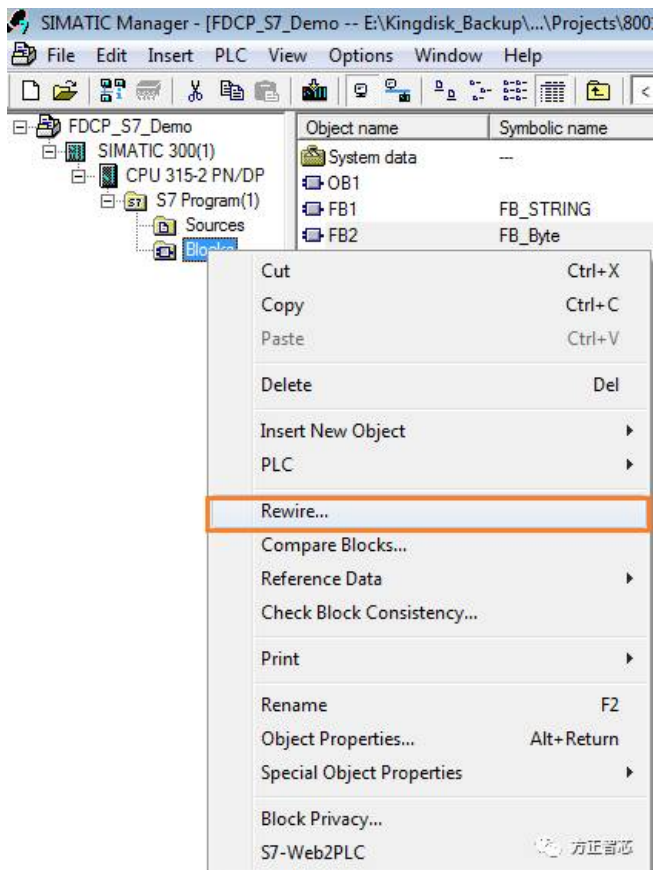 SIMATIC Manager - [FDCP_S7_Demo -- E:\Kingdisk_Backup\...\Projects\800
File Edit Insert PLC View Options Window Help
<
FDCP_S7_Demo
SIMATIC 300(1)
CPU 315-2 PN/DP
S7 Program(1)
Sources
Blocks
Object name Symbolic name
System data ---
OB1
FB1 FB_STRING
FB2 FB_Byte
Cut Ctrl+X
Copy Ctrl+C
Paste Ctrl+V
Delete Del
Insert New Object
PLC
Rewire...
Compare Blocks...
Reference Data
Check Block Consistency...
Print
Rename F2
Object Properties... Alt+Return
Special Object Properties
Block Privacy...
S7-Web2PLC
方正智芯